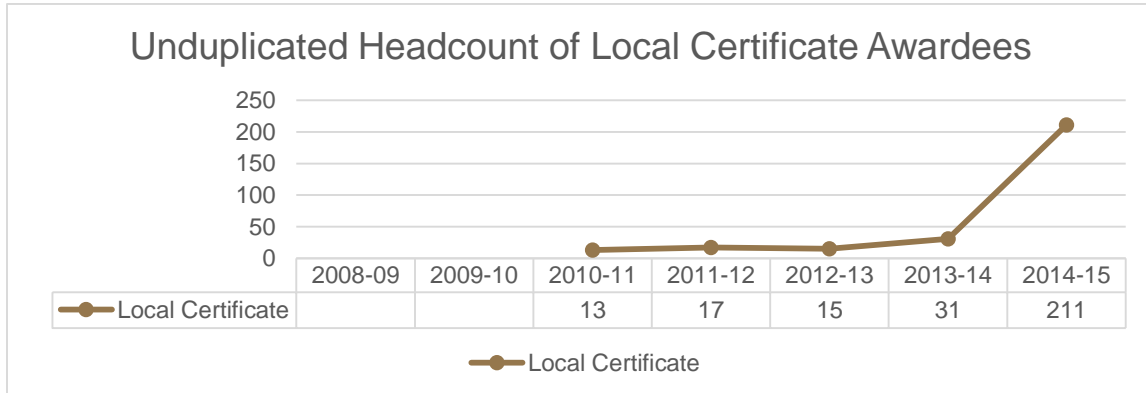 Unduplicated Headcount of Local Certificate Awardees
250
200
150
100
50
0
2008-09 2009-10 2010-11 2011-12 2012-13 2013-14 2014-15
Local Certificate 13 17 15 31 211
Local Certificate